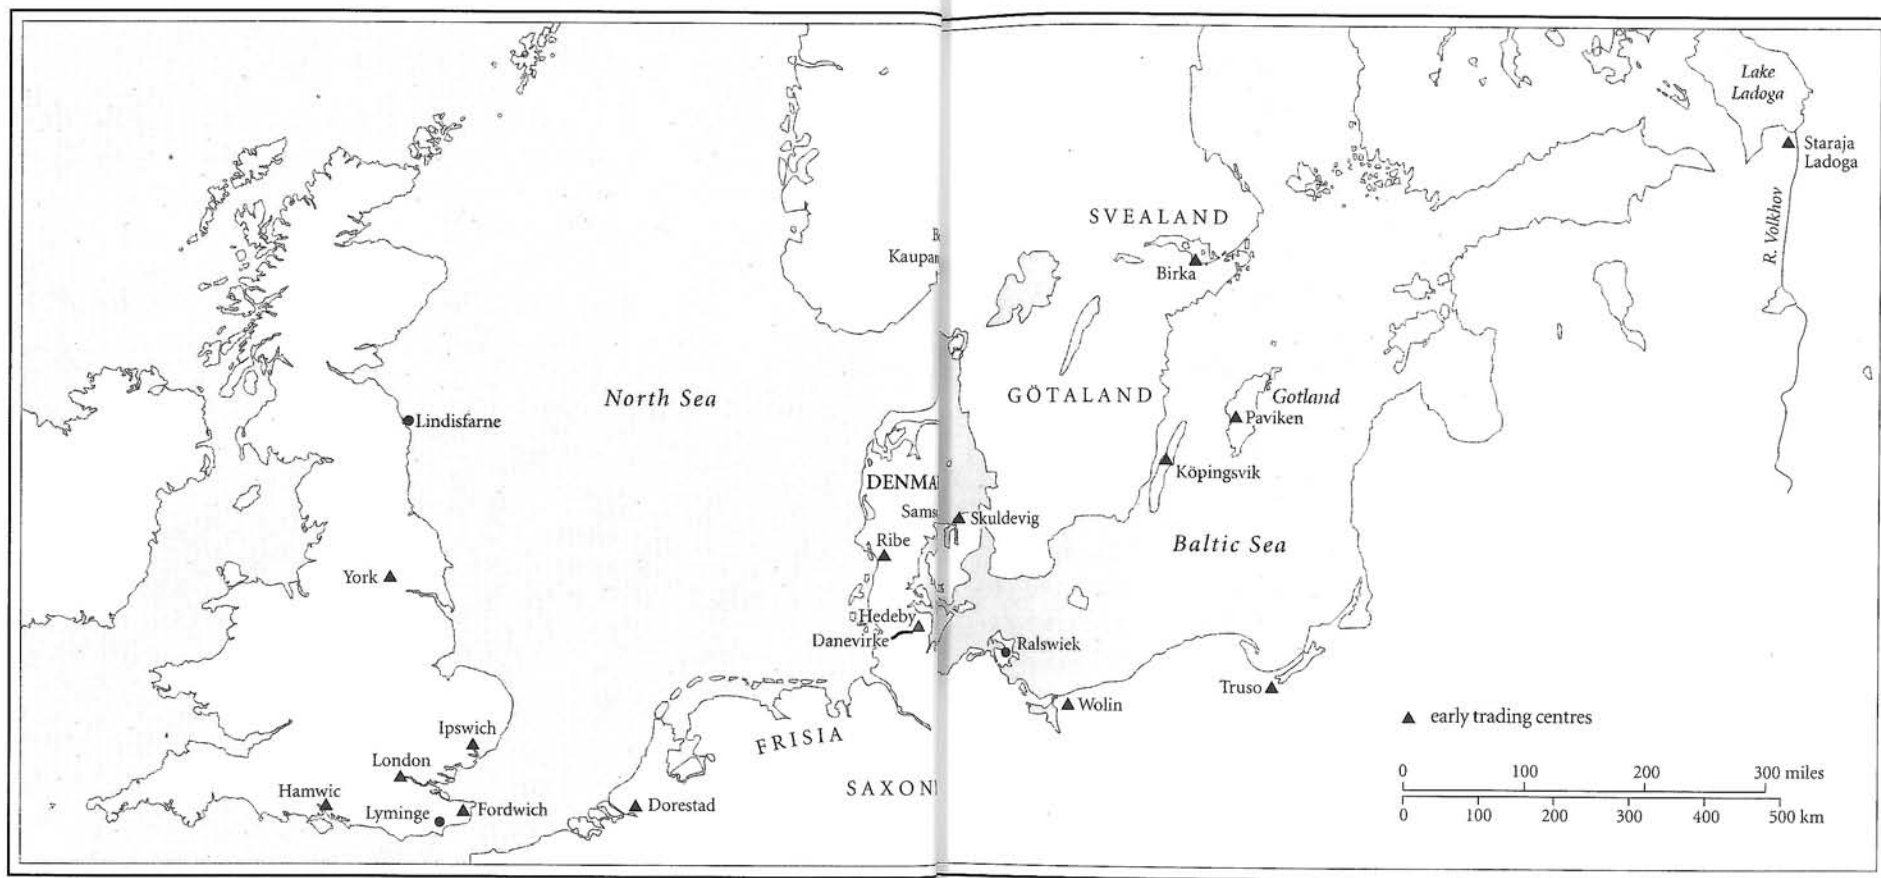 Lake
Ladoga
Staraja
Ladoga
R. Volkhov
SVEALAND
Birka
Kaupan
North Sea
GÖTALAND
Gotland
Paviken
Lindisfarne
Köpingsvik
DENMA
Sams
Skuldevig
Baltic Sea
Ribe
York
Hedeby
Danevirke
Ralswiek
Truso
Wolin
early trading centres
Ipswich
FRISIA
London
SAXON
Hamwic
Lyminge
Fordwich
Dorestad
0 100 200 300 miles
0 100 200 300 400 500 km